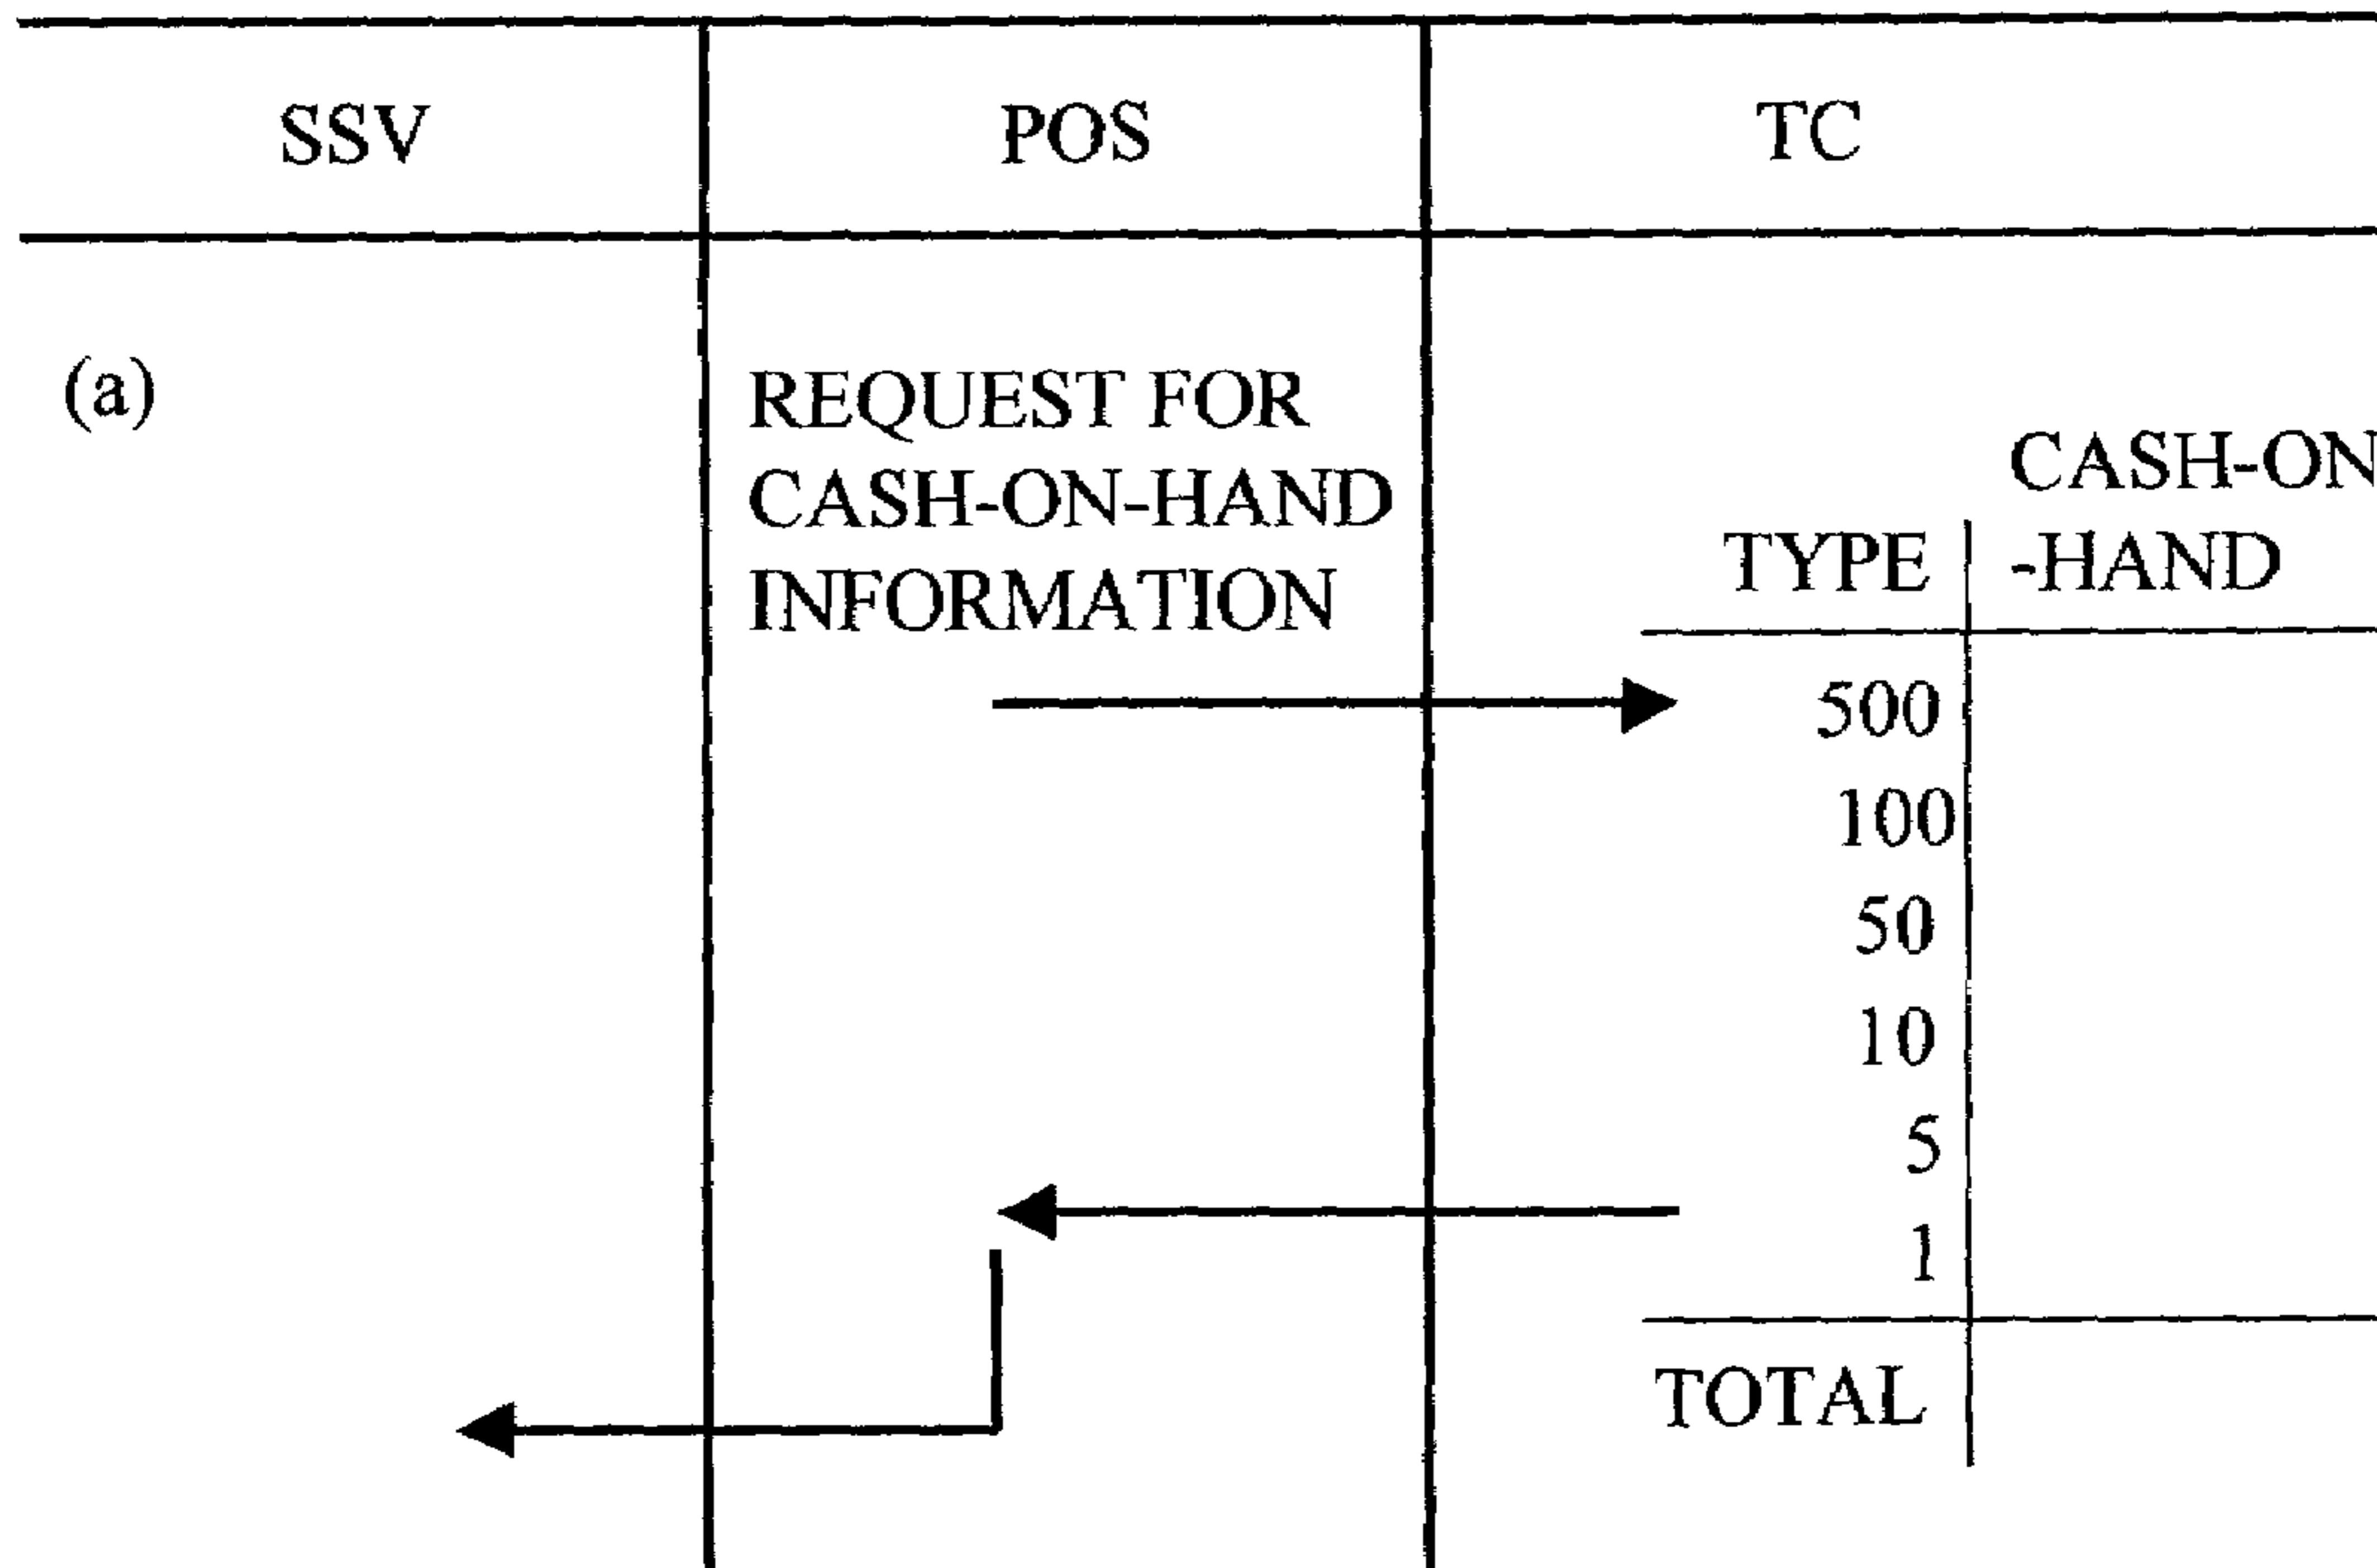 SSV POS TC
(a)
REQUEST FOR
CASH-ON-HAND
INFORMATION
CASH-ON
TYPE -HAND
500
100
50
10
5
1
TOTAL